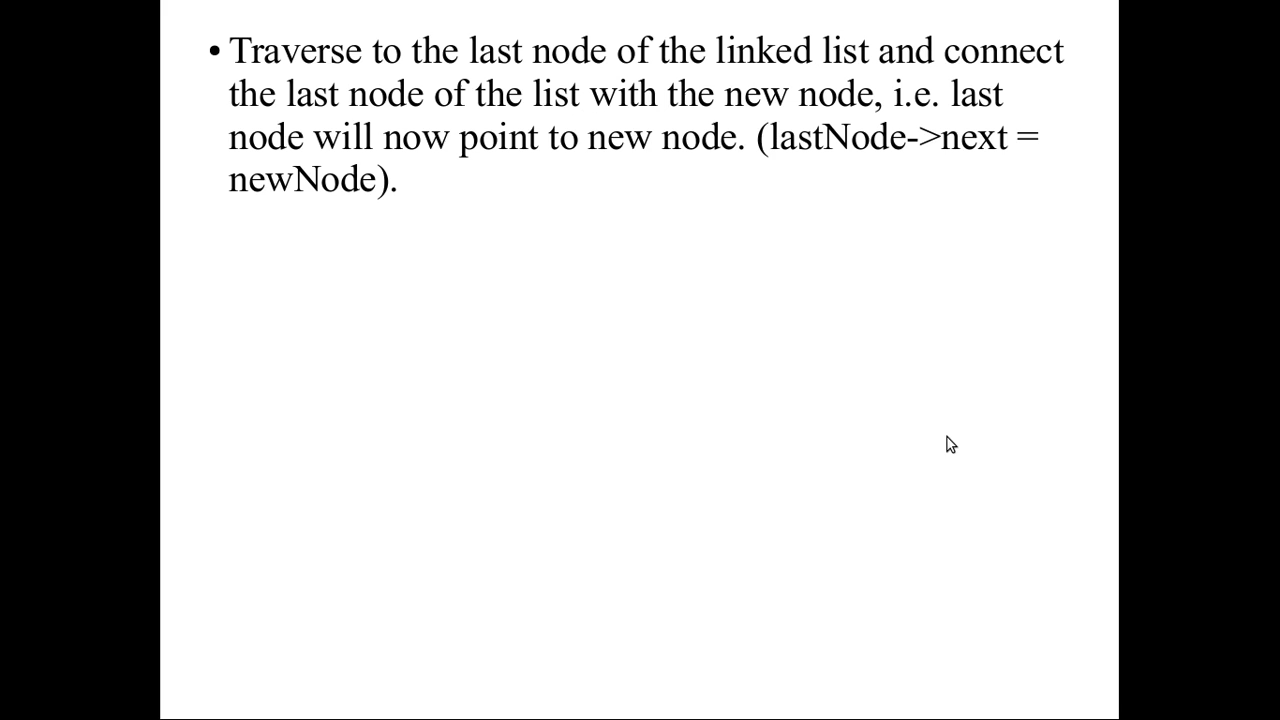 • Traverse to the last node of the linked list and connect
the last node of the list with the new node, i.e. last
node will now point to new node. (lastNode->next =
newNode).